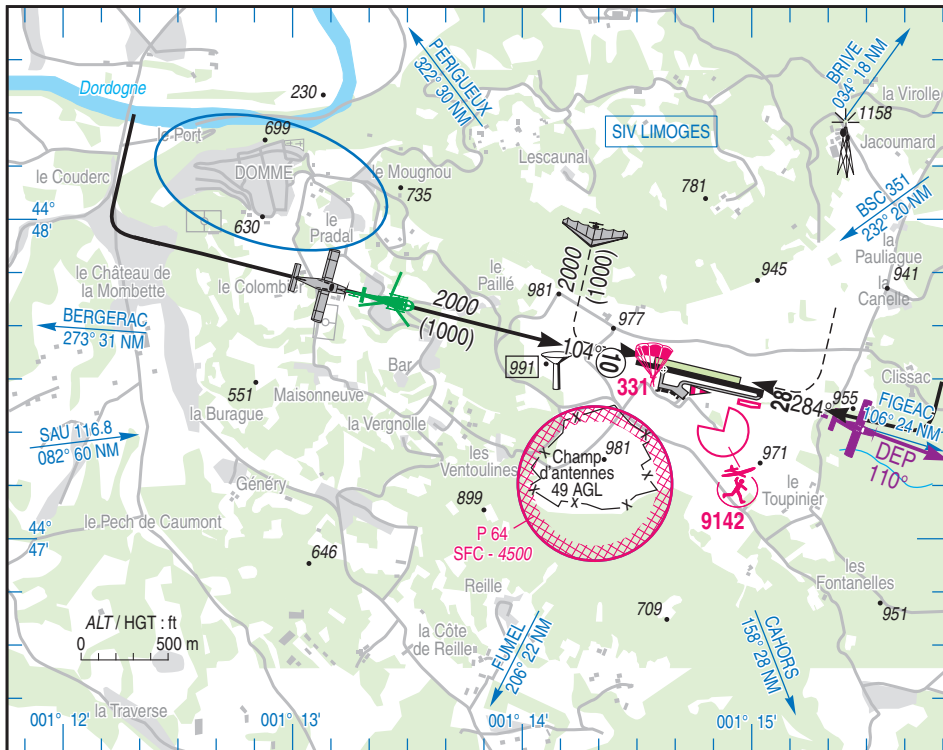 Dordogne
230
PERIGUEUX
322° 30 NM
BRIVE
034° 18 NM
la Virolle
1158
Jacoumard
SIV LIMOGES
le Port
699
DOMME
le Mougnou
Lescaunal
le Couderc
735
781
BSC 351
232° 20 NM
44°
48'
630
le
Pradal
la
Pauliague
le Château de
la Mombette
le Colombier
2000
(1000)
le
Paillé
981
2000
(1000)
945
941
la
Canelle
BERGERAC
273° 31 NM
977
104°
10
991
331
28
284°
Bar
Clissac
955
FIGEAC
106° 24 NM
551
Maisonneuve
la Burague
la Vergnolle
DEP
110°
SAU 116.8
082° 60 NM
les
Ventoulines
981
Champ
d'antennes
49 AGL
971
Généry
899
le
Toupinier
9142
le Pech de Caumont
P 64
SFC - 4500
44°
47'
646
Reille
les
Fontanelles
709
951
ALT / HGT : ft
0 500 m
la Côte
de Reille
FUMEL
206° 22 NM
CAHORS
158° 28 NM
la Traverse
001° 12'
001° 13'
001° 14'
001° 15'